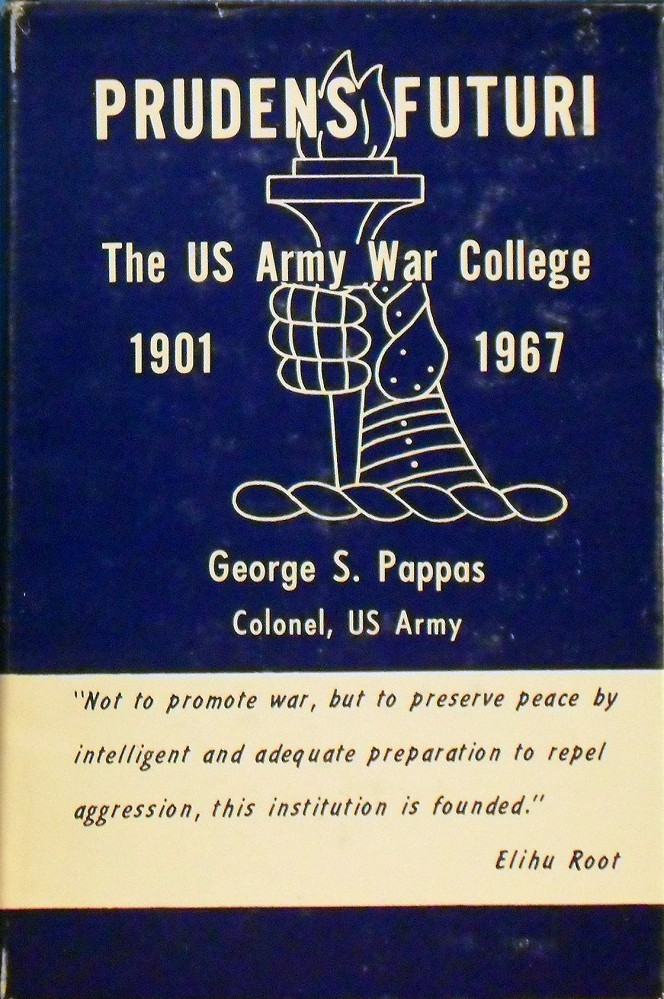 PRUDENS FUTURI
The US Army War College
1901 1967
George S. Pappas
Colonel, US Army
"Not to promote war, but to preserve peace by
intelligent and adequate preparation to repel
aggression, this institution is founded."
Elihu Root